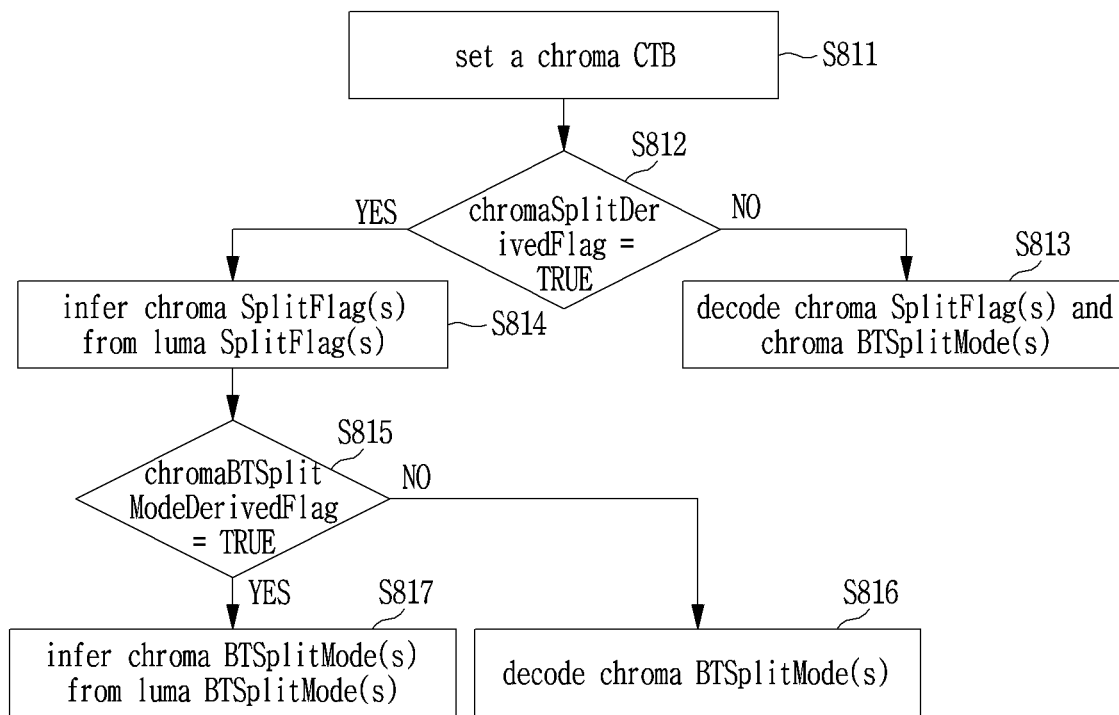 set a chroma CTB
S811
S812
YES
chromaSplitDer
ivedFlag =
TRUE
NO
S813
infer chroma SplitFlag(s)
from luma SplitFlag(s)
S814
decode chroma SplitFlag(s) and
chroma BTSplitMode(s)
S815
chromaBTSplit
ModeDerivedFlag
= TRUE
NO
YES
S817
S816
infer chroma BTSplitMode(s)
from luma BTSplitMode(s)
decode chroma BTSplitMode(s)